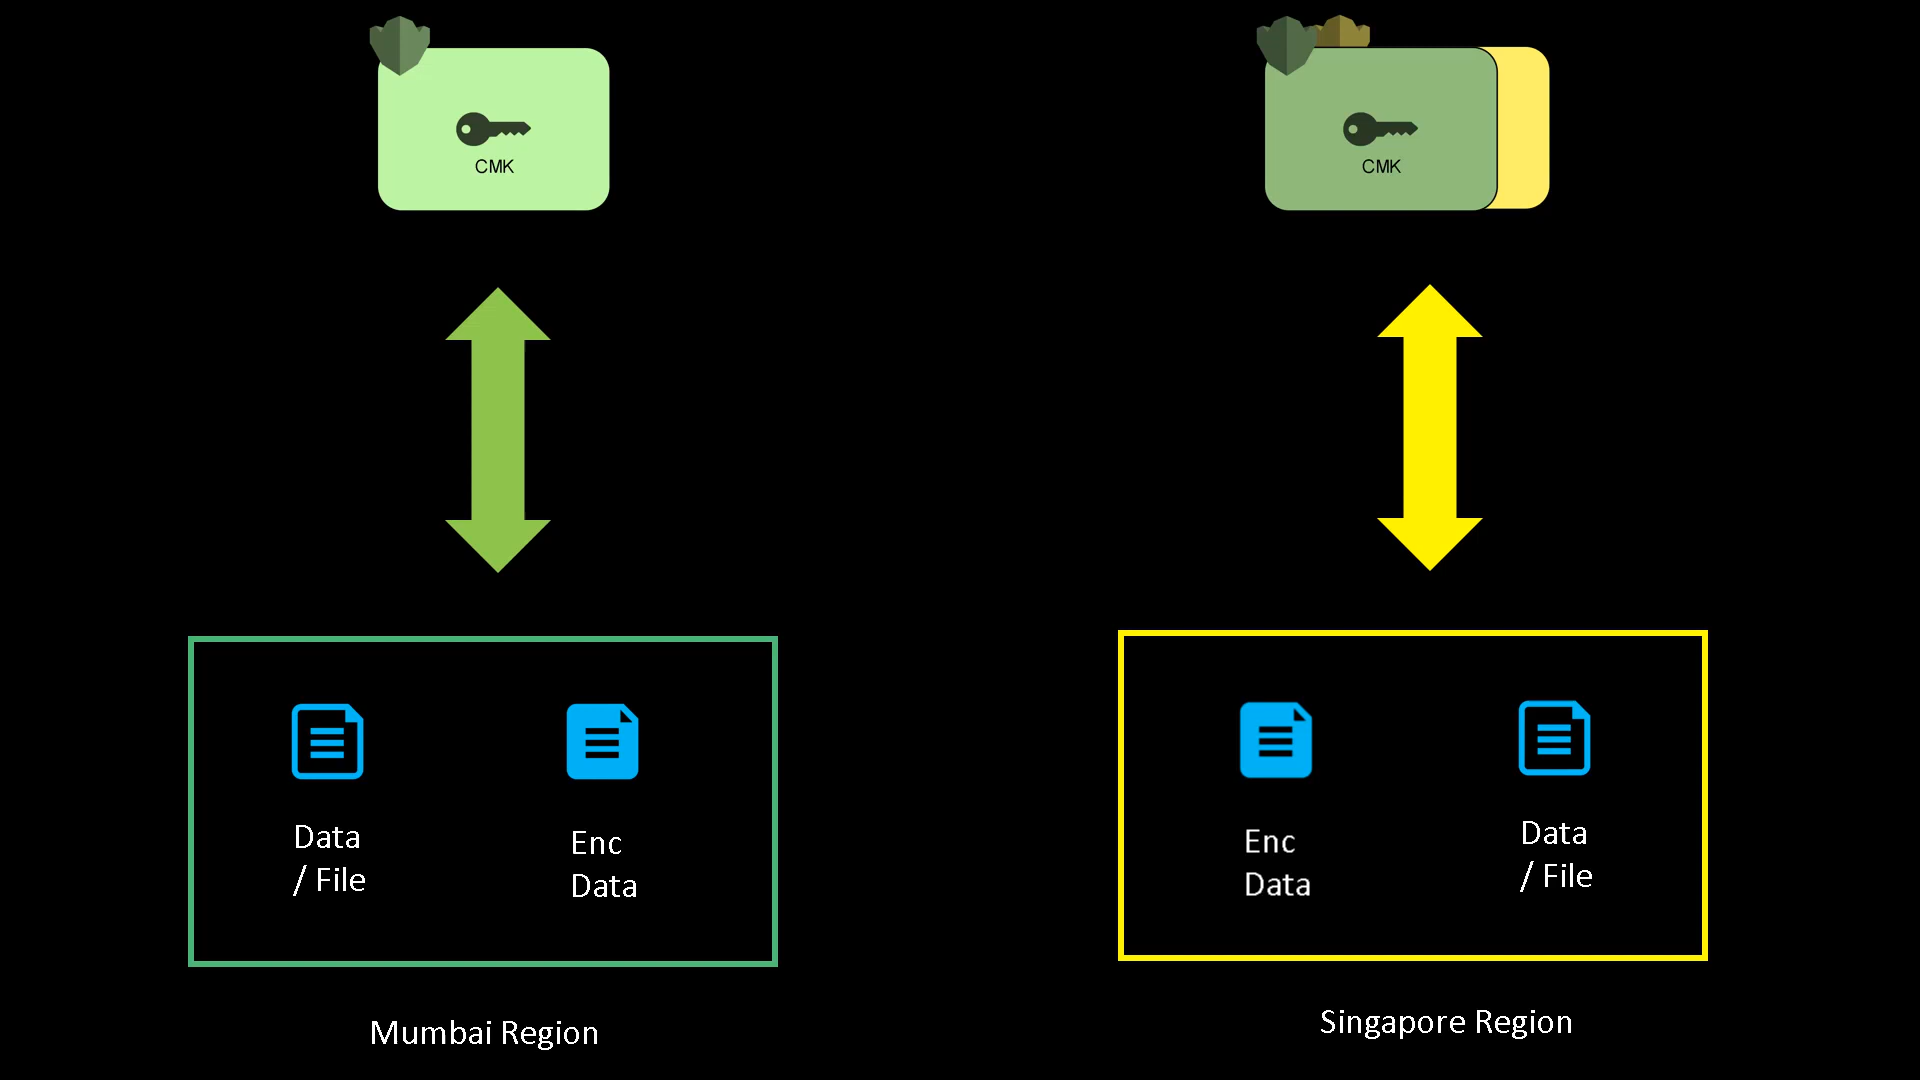 CMK
CMK
Data
/ File
Enc
Data
Enc
Data
Data
/ File
Mumbai Region
Singapore Region